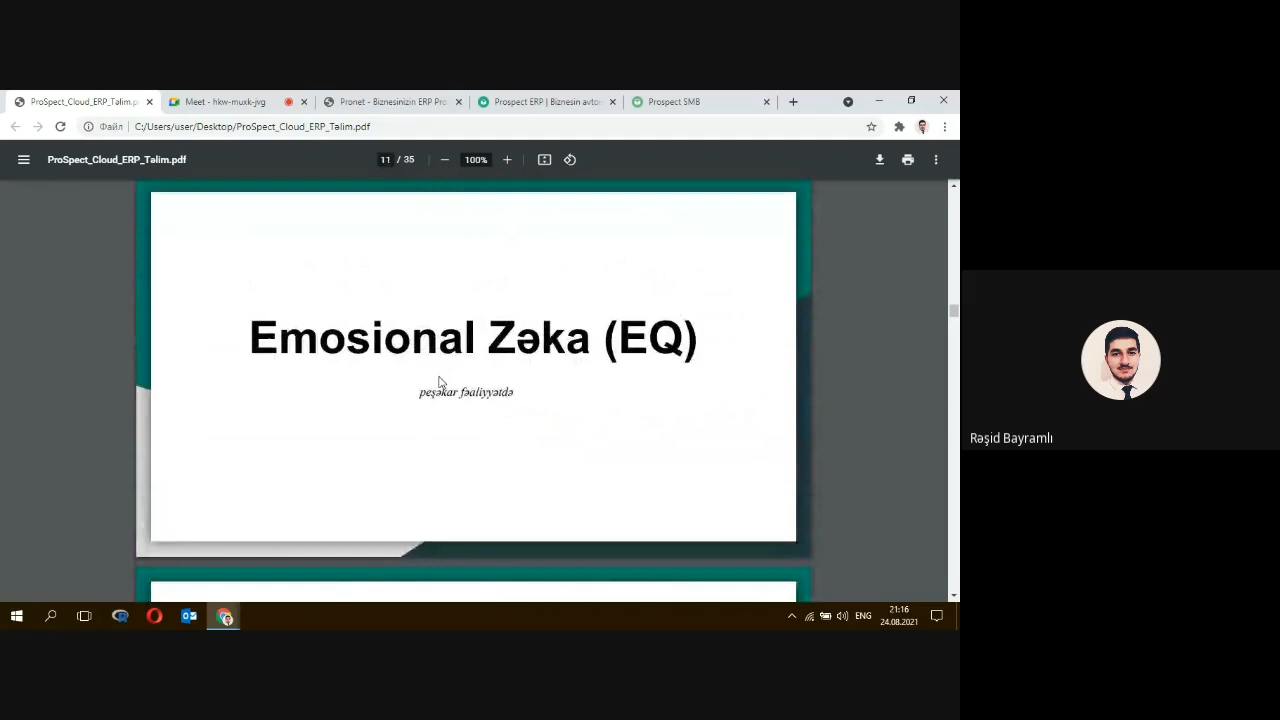 ProSpect_Cloud_ERP_Təlim.p
Meet - hkw-muxk-jvg
Pronet - Biznesinizin ERP Pro
Prospect ERP | Biznesin avtom
Prospect SMB
Файл
C:/Users/user/Desktop/ProSpect_Cloud_ERP_Təlim.pdf
ProSpect_Cloud_ERP_Təlim.pdf
11 / 35
100%
Emosional Zəka (EQ)
peşəkar fəaliyyətdə
Rəşid Bayramlı
ENG
21:16
24.08.2021